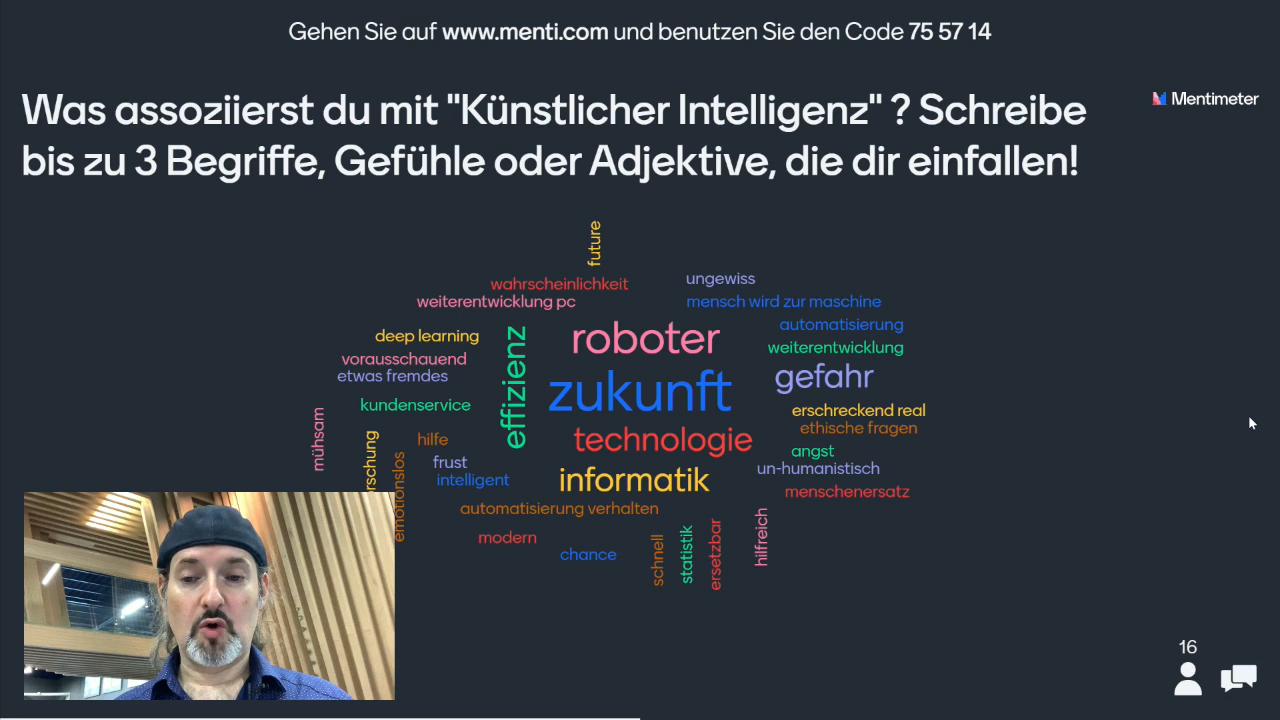 Gehen Sie auf www.menti.com und benutzen Sie den Code 75 57 14
Was assoziierst du mit "Künstlicher Intelligenz" ? Schreibe
bis zu 3 Begriffe, Gefühle oder Adjektive, die dir einfallen!
Mentimeter
future
wahrscheinlichkeit
ungewiss
weiterentwicklung pc
mensch wird zur maschine
automatisierung
deep learning
effizienz
roboter
weiterentwicklung
vorausschauend
etwas fremdes
zukunft
gefahr
kundenservice
erschreckend real
mühsam
hilfe
technologie
ethische fragen
angst
frust
un-humanistisch
intelligent
informatik
menschenersatz
emotionslos
automatisierung verhalten
hilfreich
modern
chance
schnell
statistik
ersetzbar
16